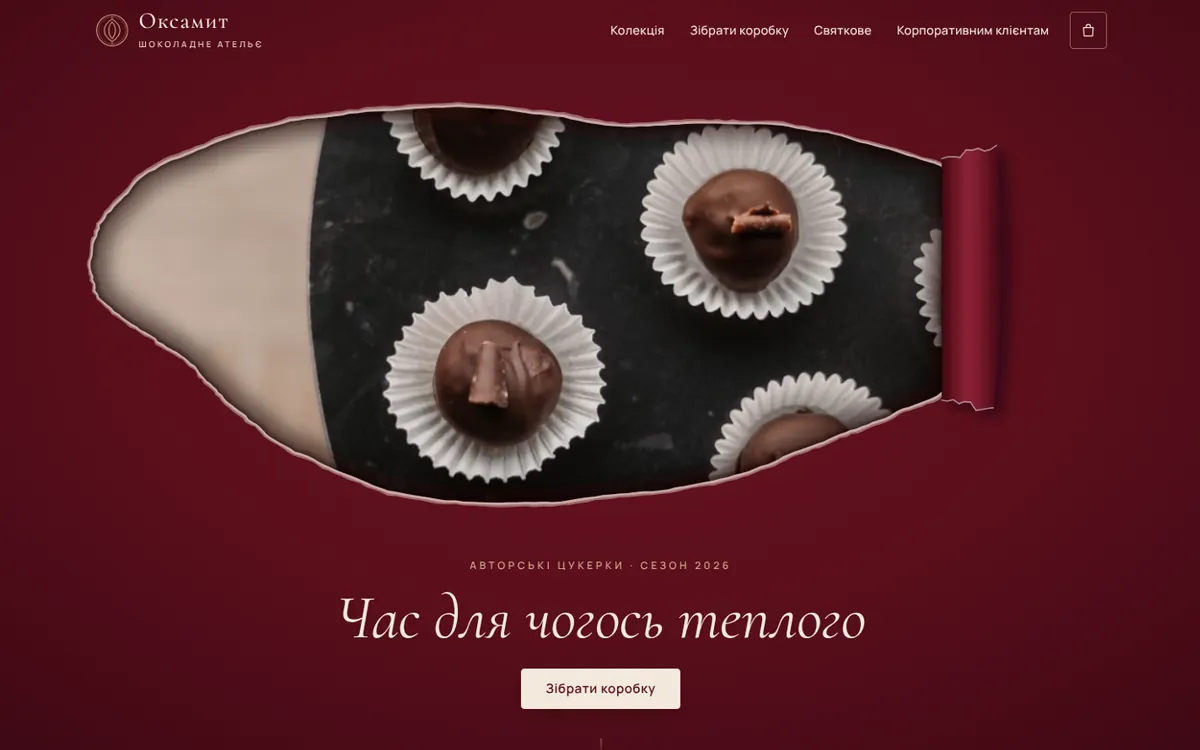 Оксамит
ШОКОЛАДНЕ АТЕЛЬЄ
Колекція
Зібрати коробку
Святкове
Корпоративним клієнтам
АВТОРСЬКІ ЦУКЕРКИ · СЕЗОН 2026
Час для чогось теплого
Зібрати коробку